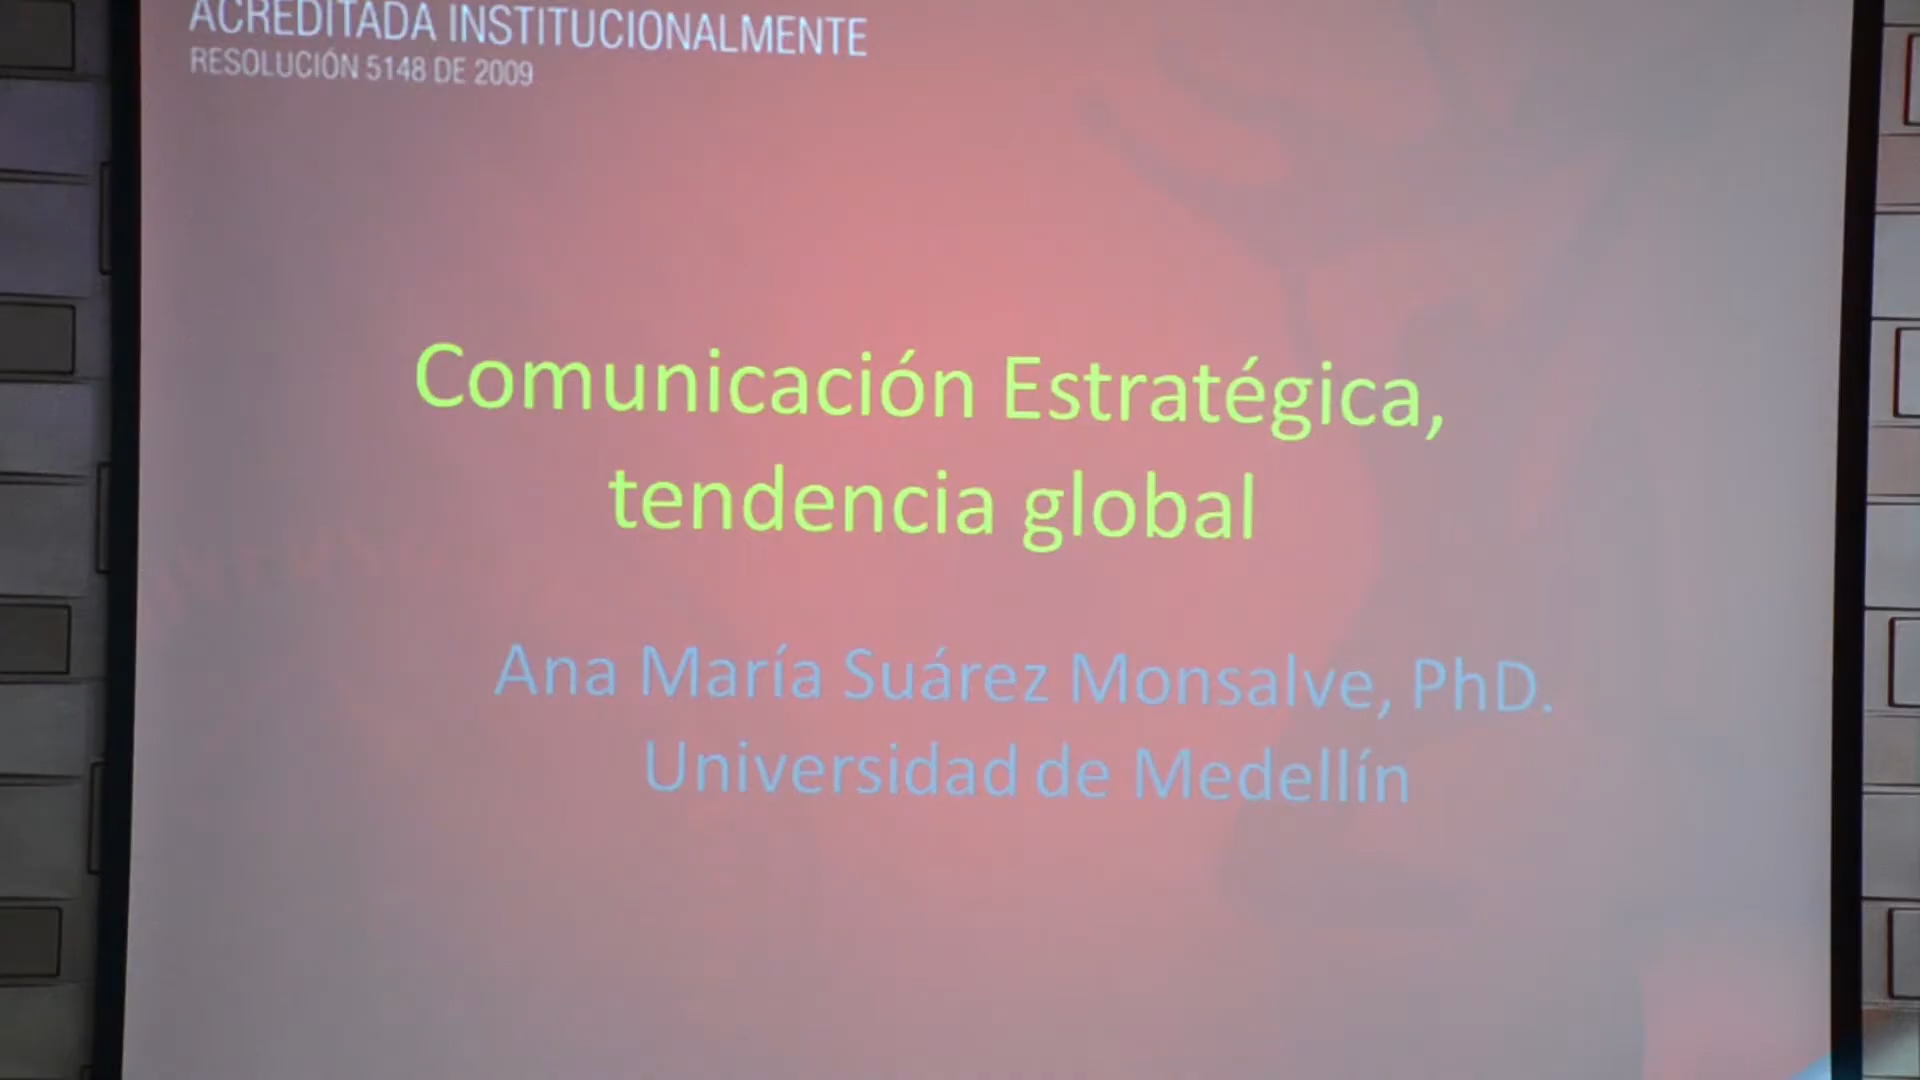 ACREDITADA INSTITUCIONALMENTE
RESOLUCIÓN 5148 DE 2009
Comunicación Estratégica,
tendencia global
Ana María Suárez Monsalve, PhD.
Universidad de Medellín